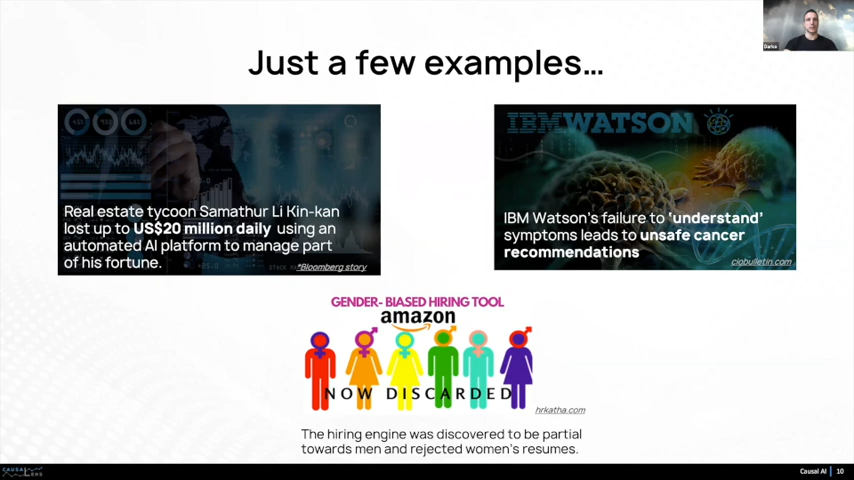 Just a few examples...
Real estate tycoon Samathur Li Kin-kan
lost up to US$20 million daily using an
automated AI platform to manage part
of his fortune.
*Bloomberg story
IBM WATSON
IBM Watson's failure to 'understand'
symptoms leads to unsafe cancer
recommendations
ciobulletin.com
GENDER- BIASED HIRING TOOL
amazon
NOW DISCARDED
hrkatha.com
The hiring engine was discovered to be partial
towards men and rejected women's resumes.
CAUSALENS
Causal AI | 10